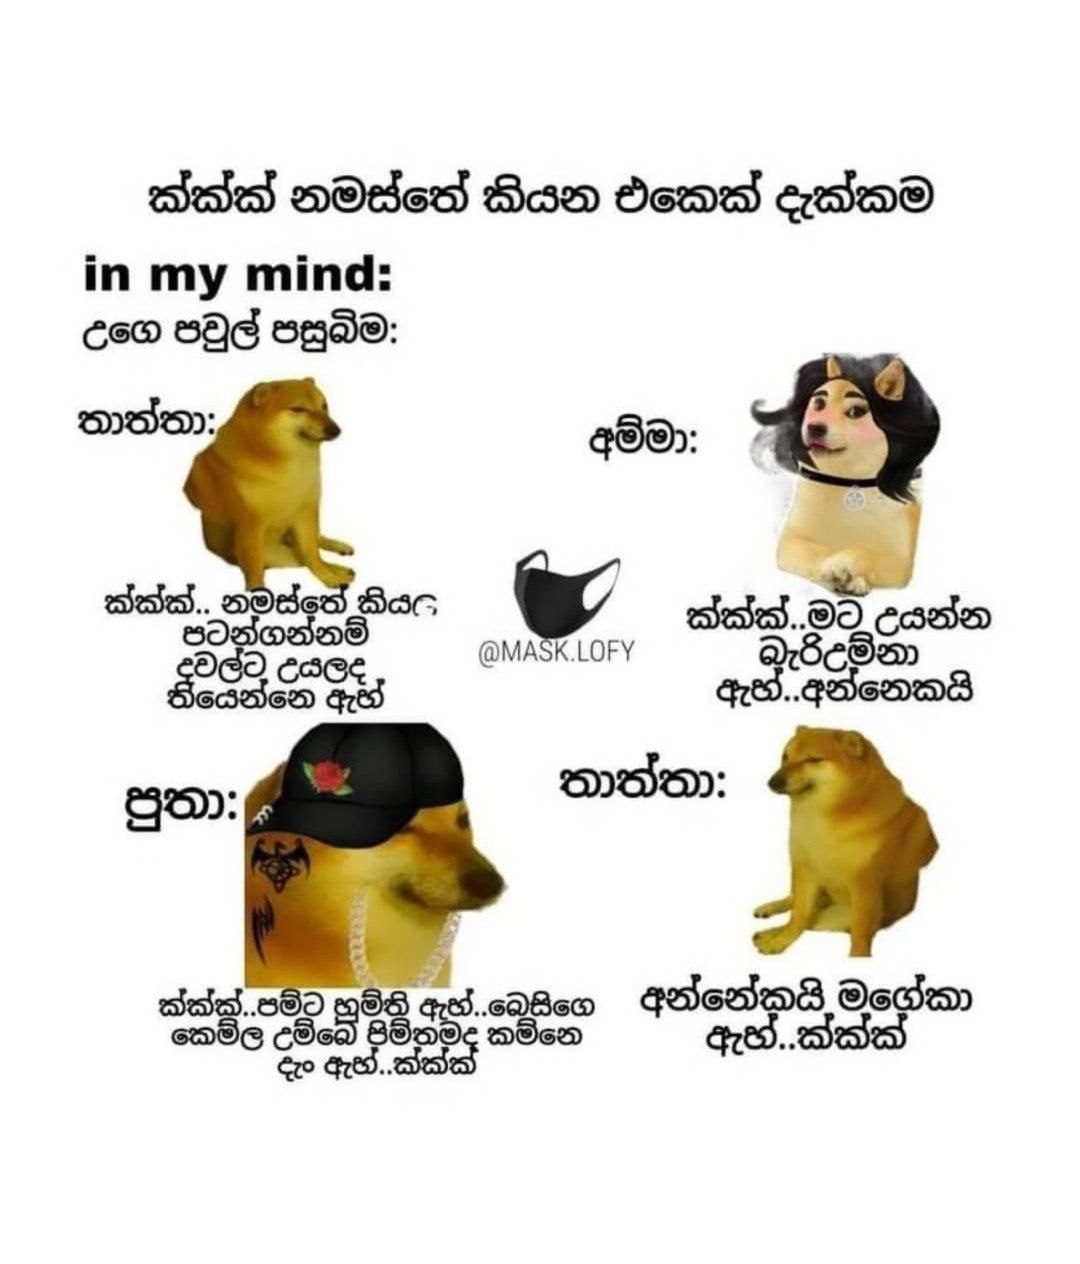 ක්ක්ක් නමස්තේ කියන එකෙක් දැක්කම
in my mind:
උගෙ පවුල් පසුබිම:
තාත්තා:
ක්ක්ක්.. නමස්තේ කියල
පටන්ගන්නම්
දවල්ට උයලද
තියෙන්නෙ ඇහ්
අම්මා:
ක්ක්ක්..මට උයන්න
බැරිඋම්නා
ඇහ්..අන්නෙකයි
@MASK.LOFY
පුතා:
ක්ක්ක්..පම්ට හුම්ති ඇහ්..බෙසිගෙ
කෙම්ල උම්බෙ පිම්තමද කම්නෙ
දැං ඇහ්..ක්ක්ක්
තාත්තා:
අන්නේකයි මගේකා
ඇහ්..ක්ක්ක්